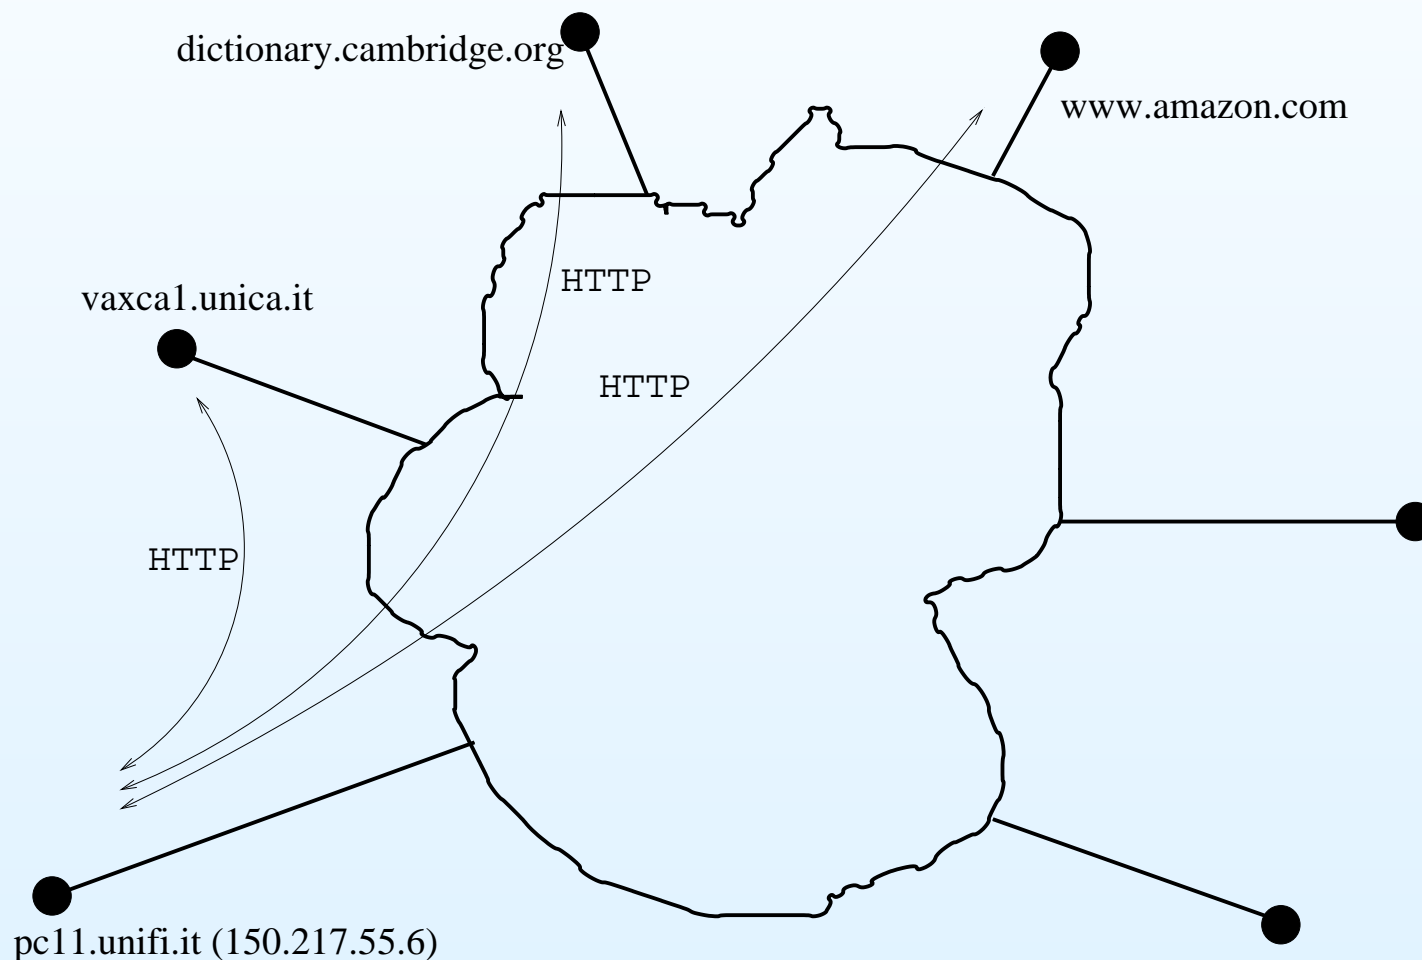 dictionary.cambridge.org
www.amazon.com
HTTP
vaxca1.unica.it
HTTP
HTTP
pc11.unifi.it (150.217.55.6)